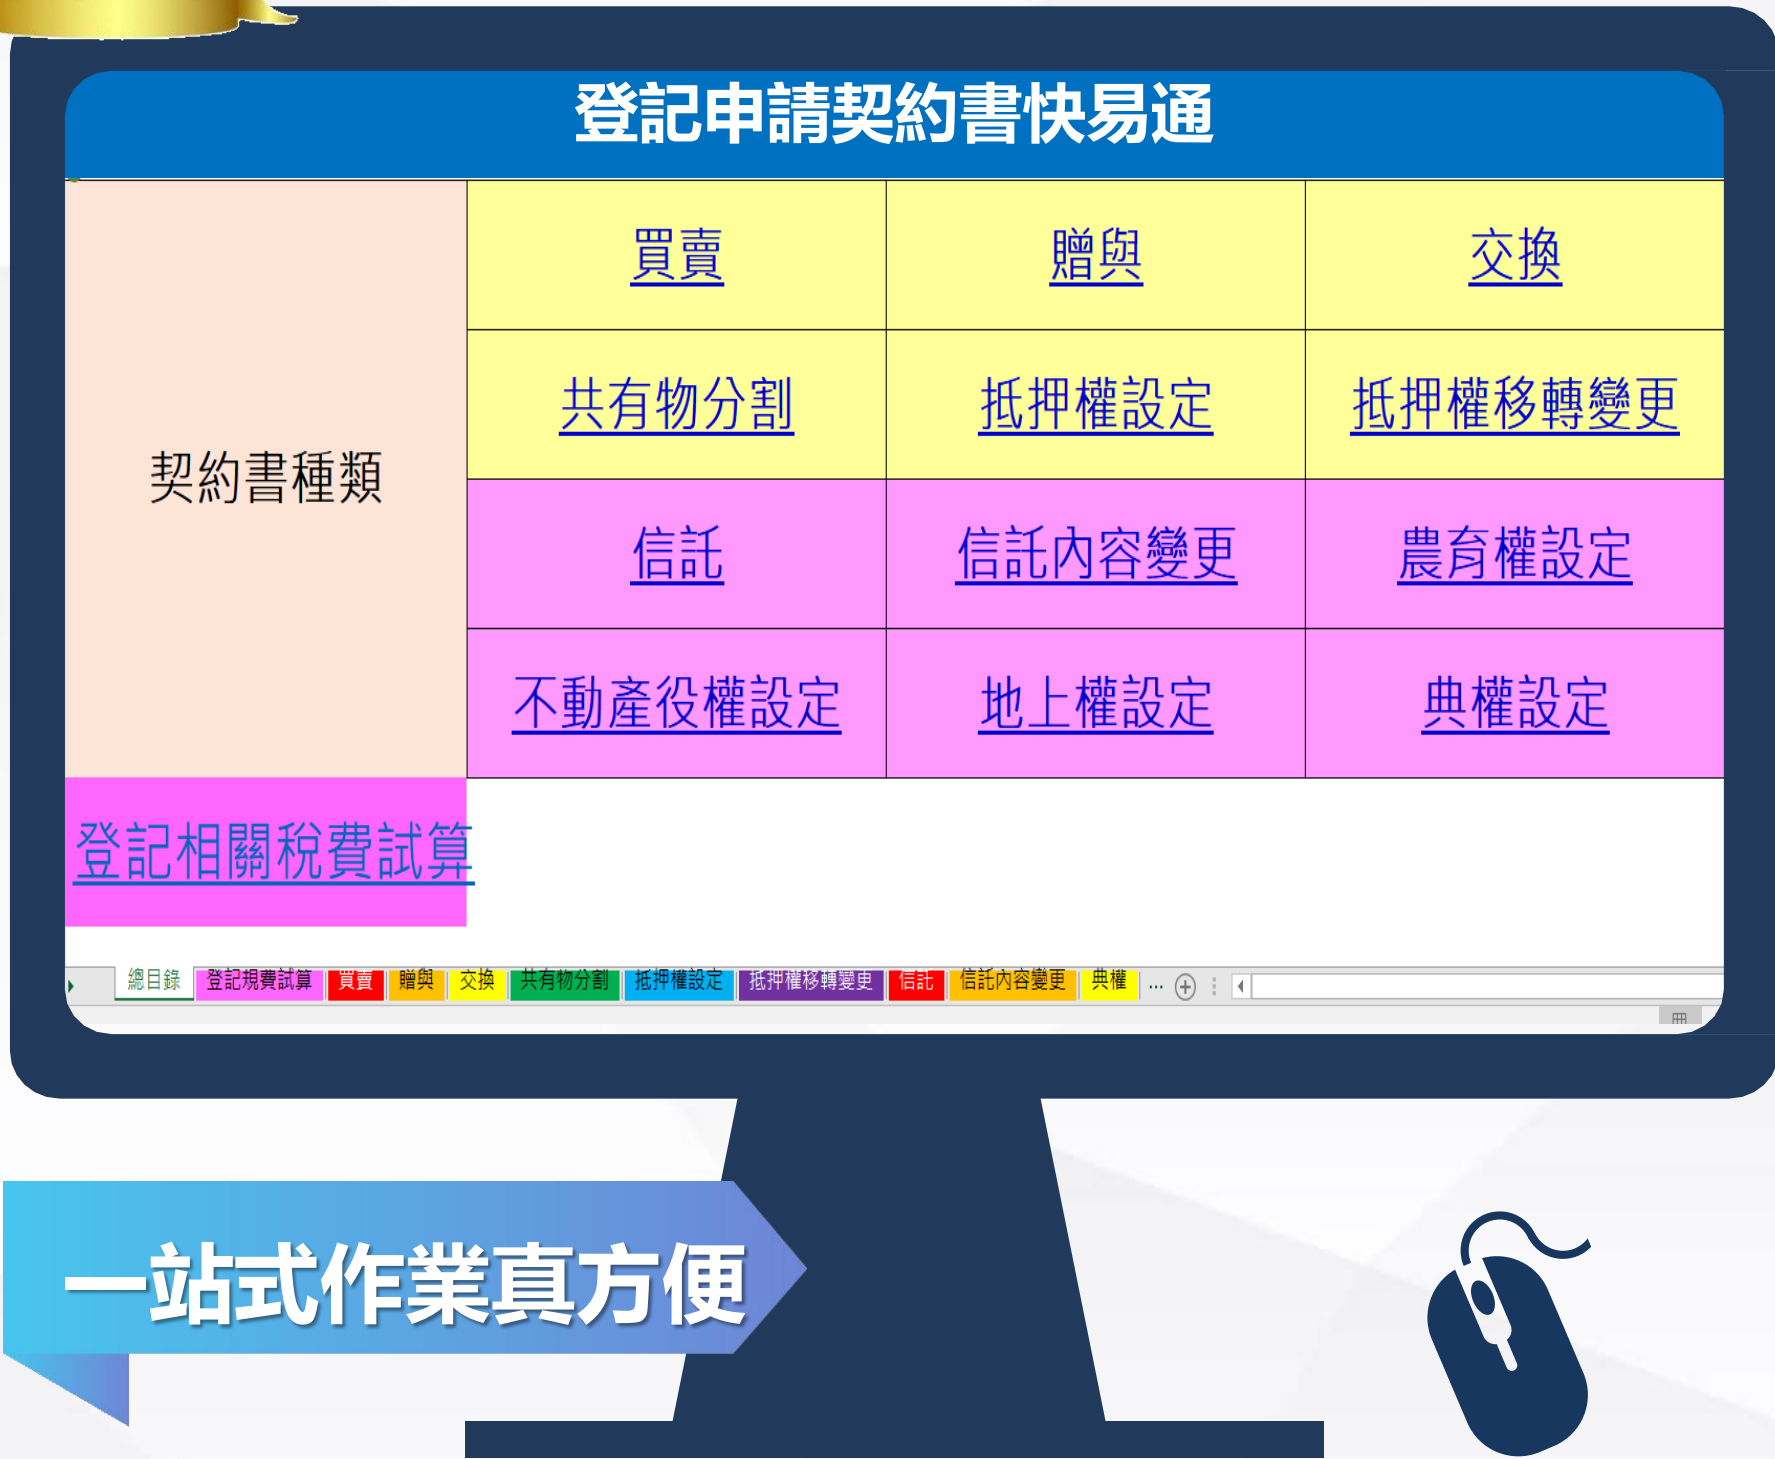 登記申請契約書快易通
買賣 贈與 交換
共有物分割 抵押權設定 抵押權移轉變更
契約書種類
信託 信託內容變更 農育權設定
不動產役權設定 地上權設定 典權設定
登記相關稅費試算
總目錄 登記規費試算 買賣 贈與 交換 共有物分割 抵押權設定 抵押權移轉變更 信託 信託內容變更 典權 ...
一站式作業真方便